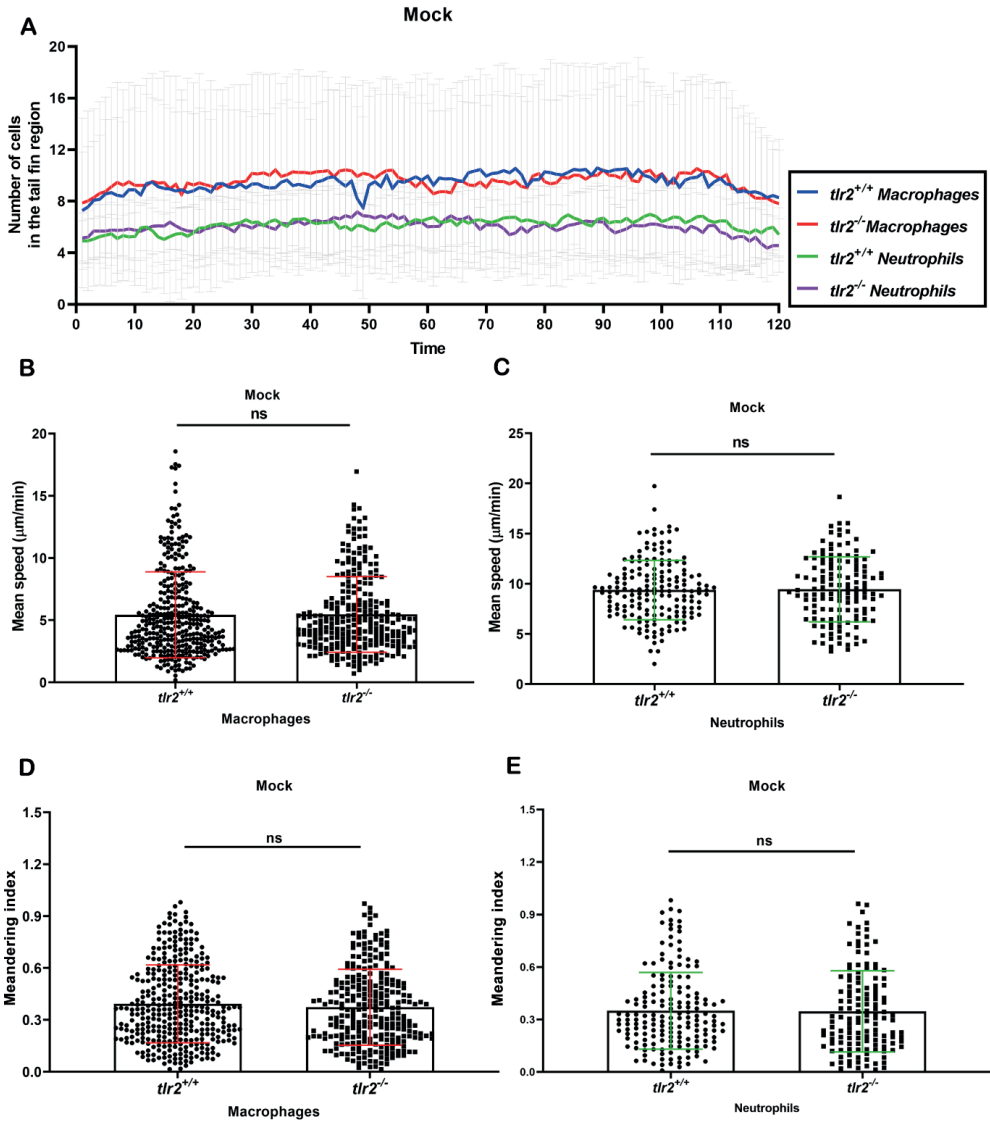 Mock
A
20
16
12
8
4
0
Number of cells
in the tail fin region
0 10 20 30 40 50 60 70 80 90 100 110 120
Time
tlr2+/+ Macrophages
tlr2-/- Macrophages
tlr2+/+ Neutrophils
tlr2-/- Neutrophils
B
Mock
ns
20
15
10
5
0
Mean speed (μm/min)
tlr2+/+ tlr2-/-
Macrophages
C
Mock
ns
25
20
15
10
5
0
Mean speed (μm/min)
tlr2+/+ tlr2-/-
Neutrophils
D
Mock
ns
1.5
1.2
0.9
0.6
0.3
0.0
Meandering index
tlr2+/+ tlr2-/-
Macrophages
E
Mock
ns
1.5
1.2
0.9
0.6
0.3
0.0
Meandering index
tlr2+/+ tlr2-/-
Neutrophils